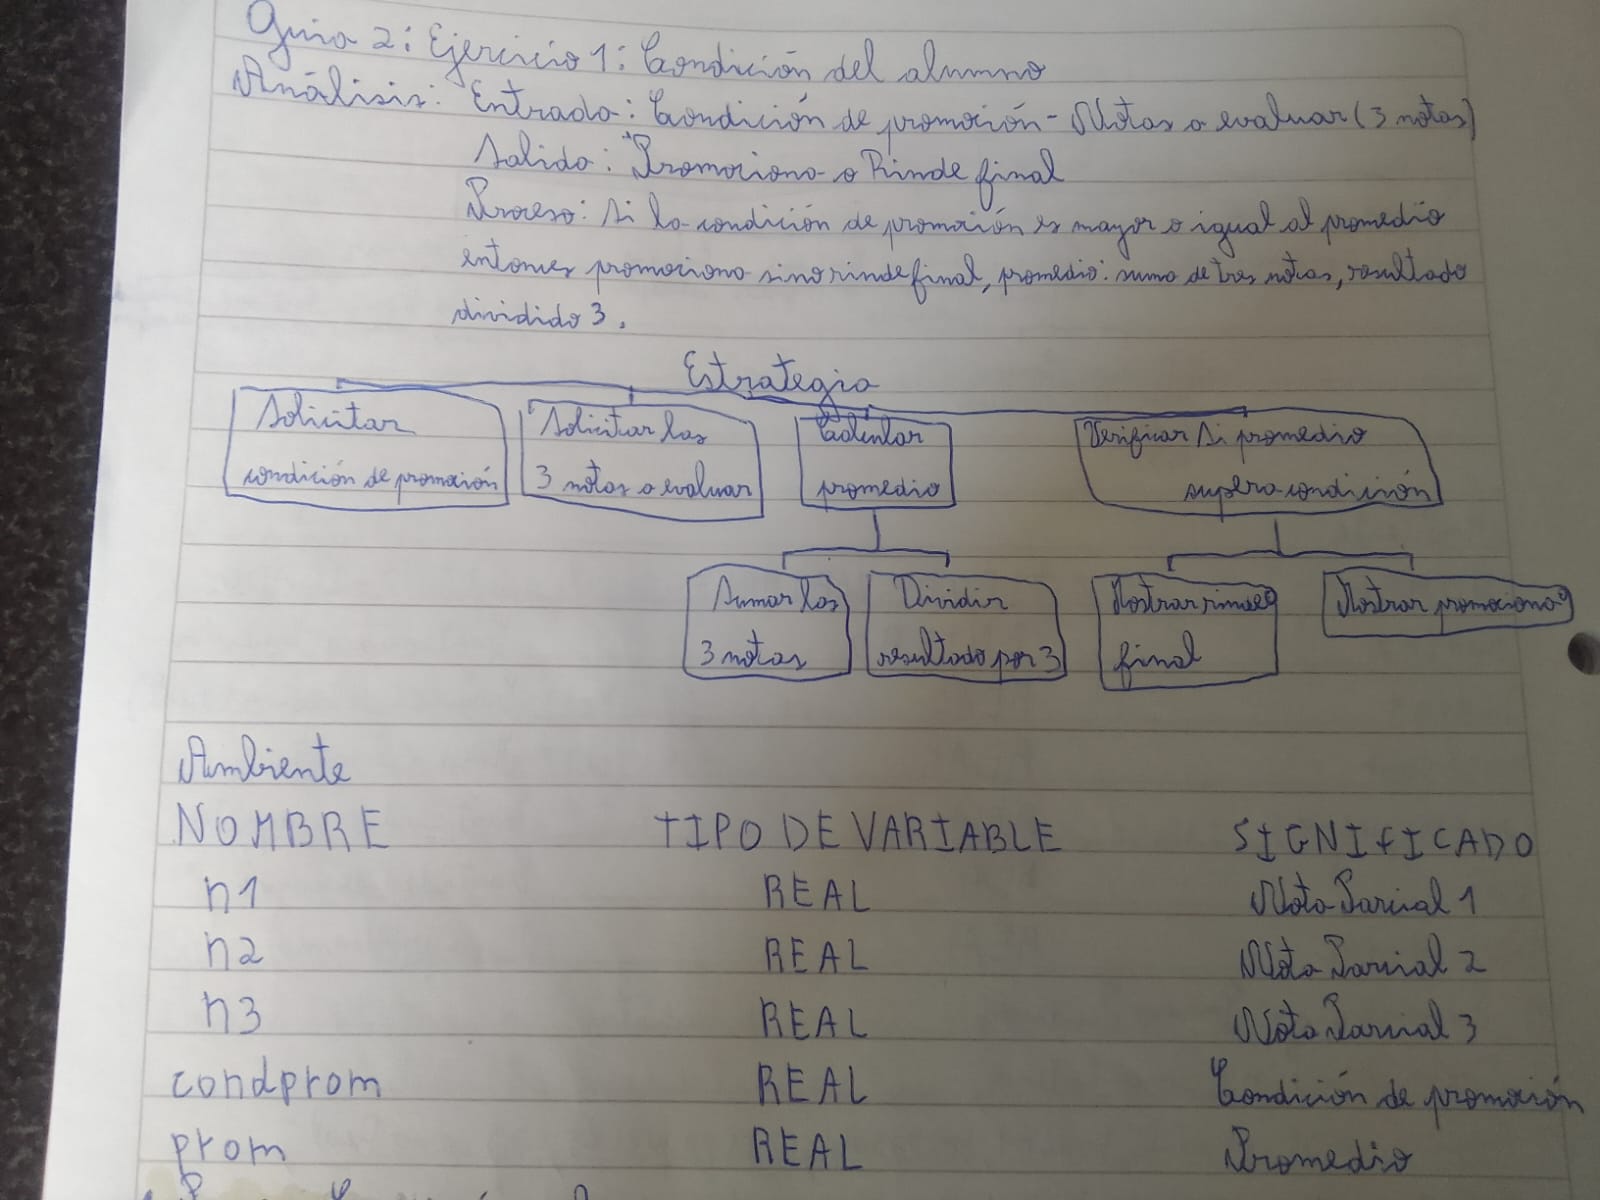 Guia 2: Ejercicio 1: Condición del alumno
Análisis: Entrada: Condición de promoción - Notas a evaluar (3 notas)
Salida: Promociona o Rinde final
Proceso: Si la condición de promoción es mayor o igual al promedio
entonces promociona sino rinde final, promedio: suma de tres notas, resultado
dividido 3.
Estrategia
Solicitar
condición de promoción
Solicitar las
3 notas a evaluar
Calcular
promedio
Verificar Si promedio
supera condición
Sumar las
3 notas
Dividir
resultado por 3
Mostrar rinde
final
Mostrar promociona
Ambiente
NOMBRE TIPO DE VARIABLE SIGNIFICADO
n1 REAL Nota Parcial 1
n2 REAL Nota Parcial 2
n3 REAL Nota Parcial 3
condprom REAL Condición de promoción
prom REAL Promedio